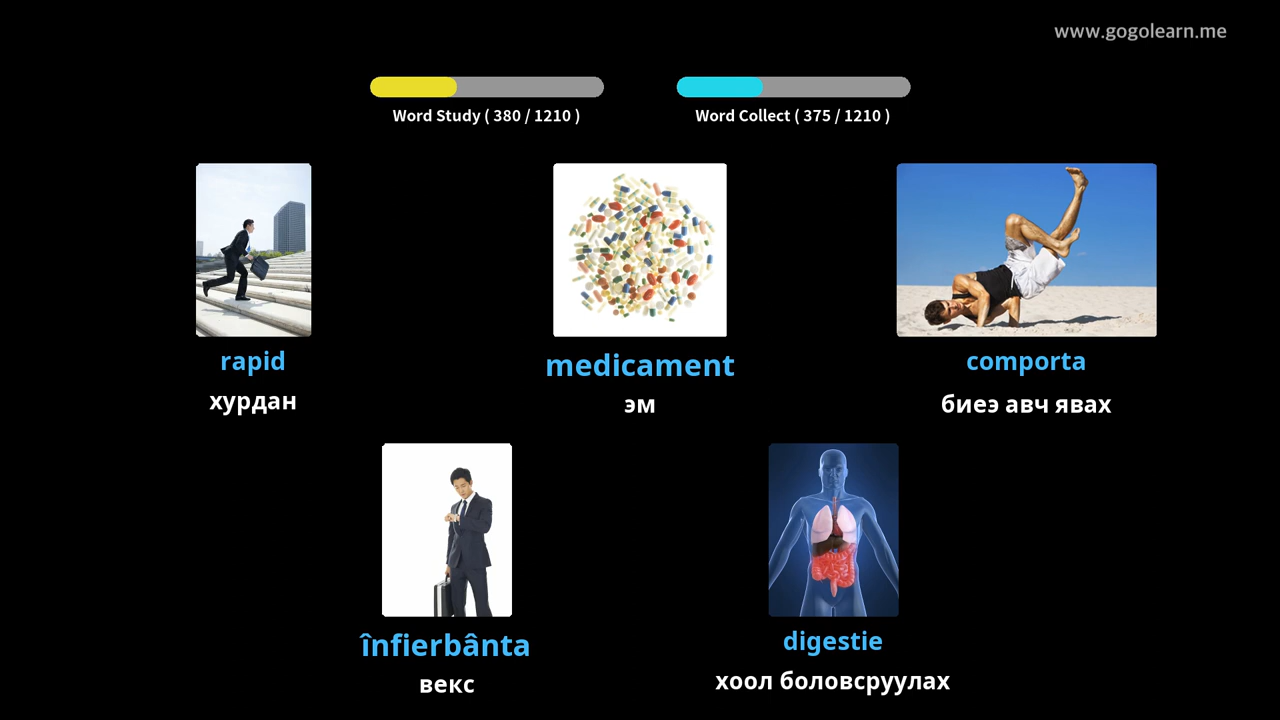 www.gogolearn.me
Word Study ( 380 / 1210 )
Word Collect ( 375 / 1210 )
rapid
хурдан
medicament
эм
comporta
биеэ авч явах
înfierbânta
векс
digestie
хоол боловсруулах